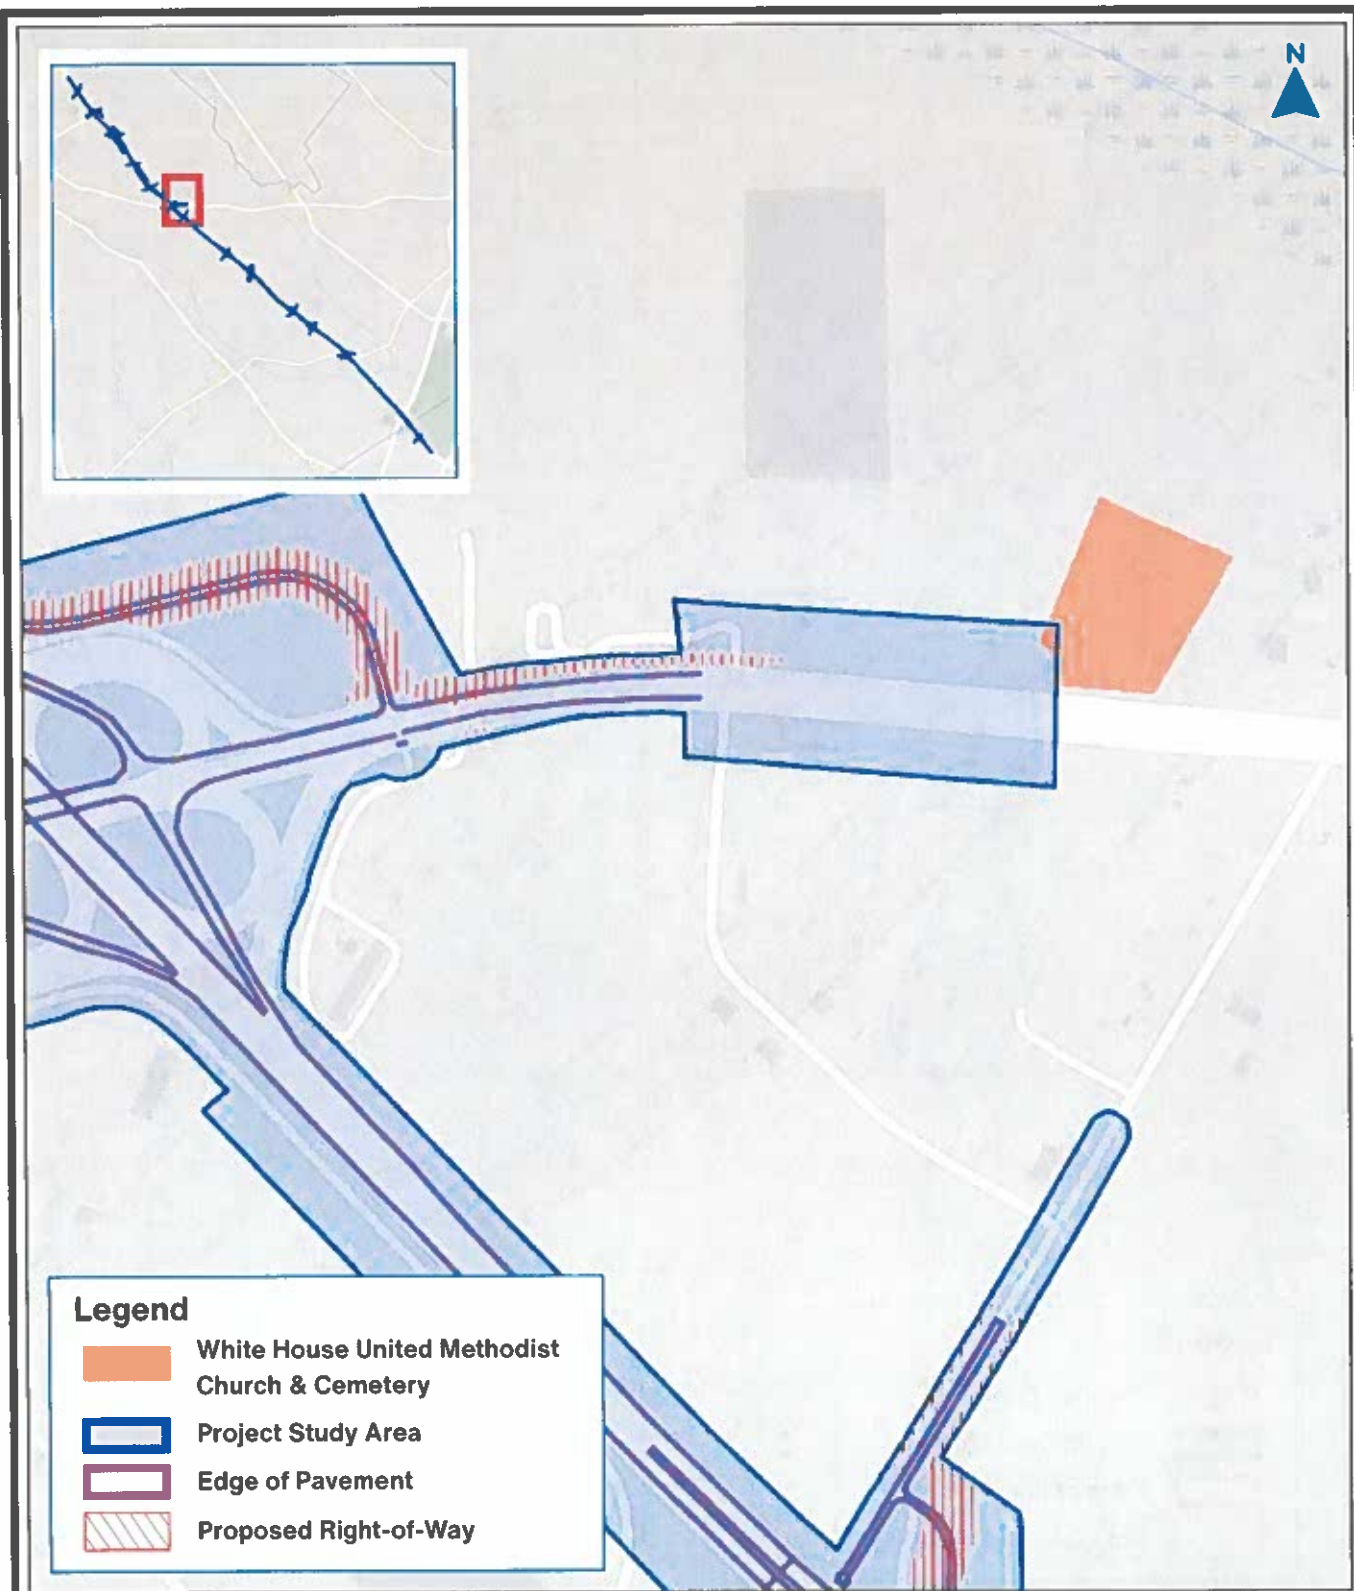 N
Legend
White House United Methodist
Church & Cemetery
Project Study Area
Edge of Pavement
Proposed Right-of-Way